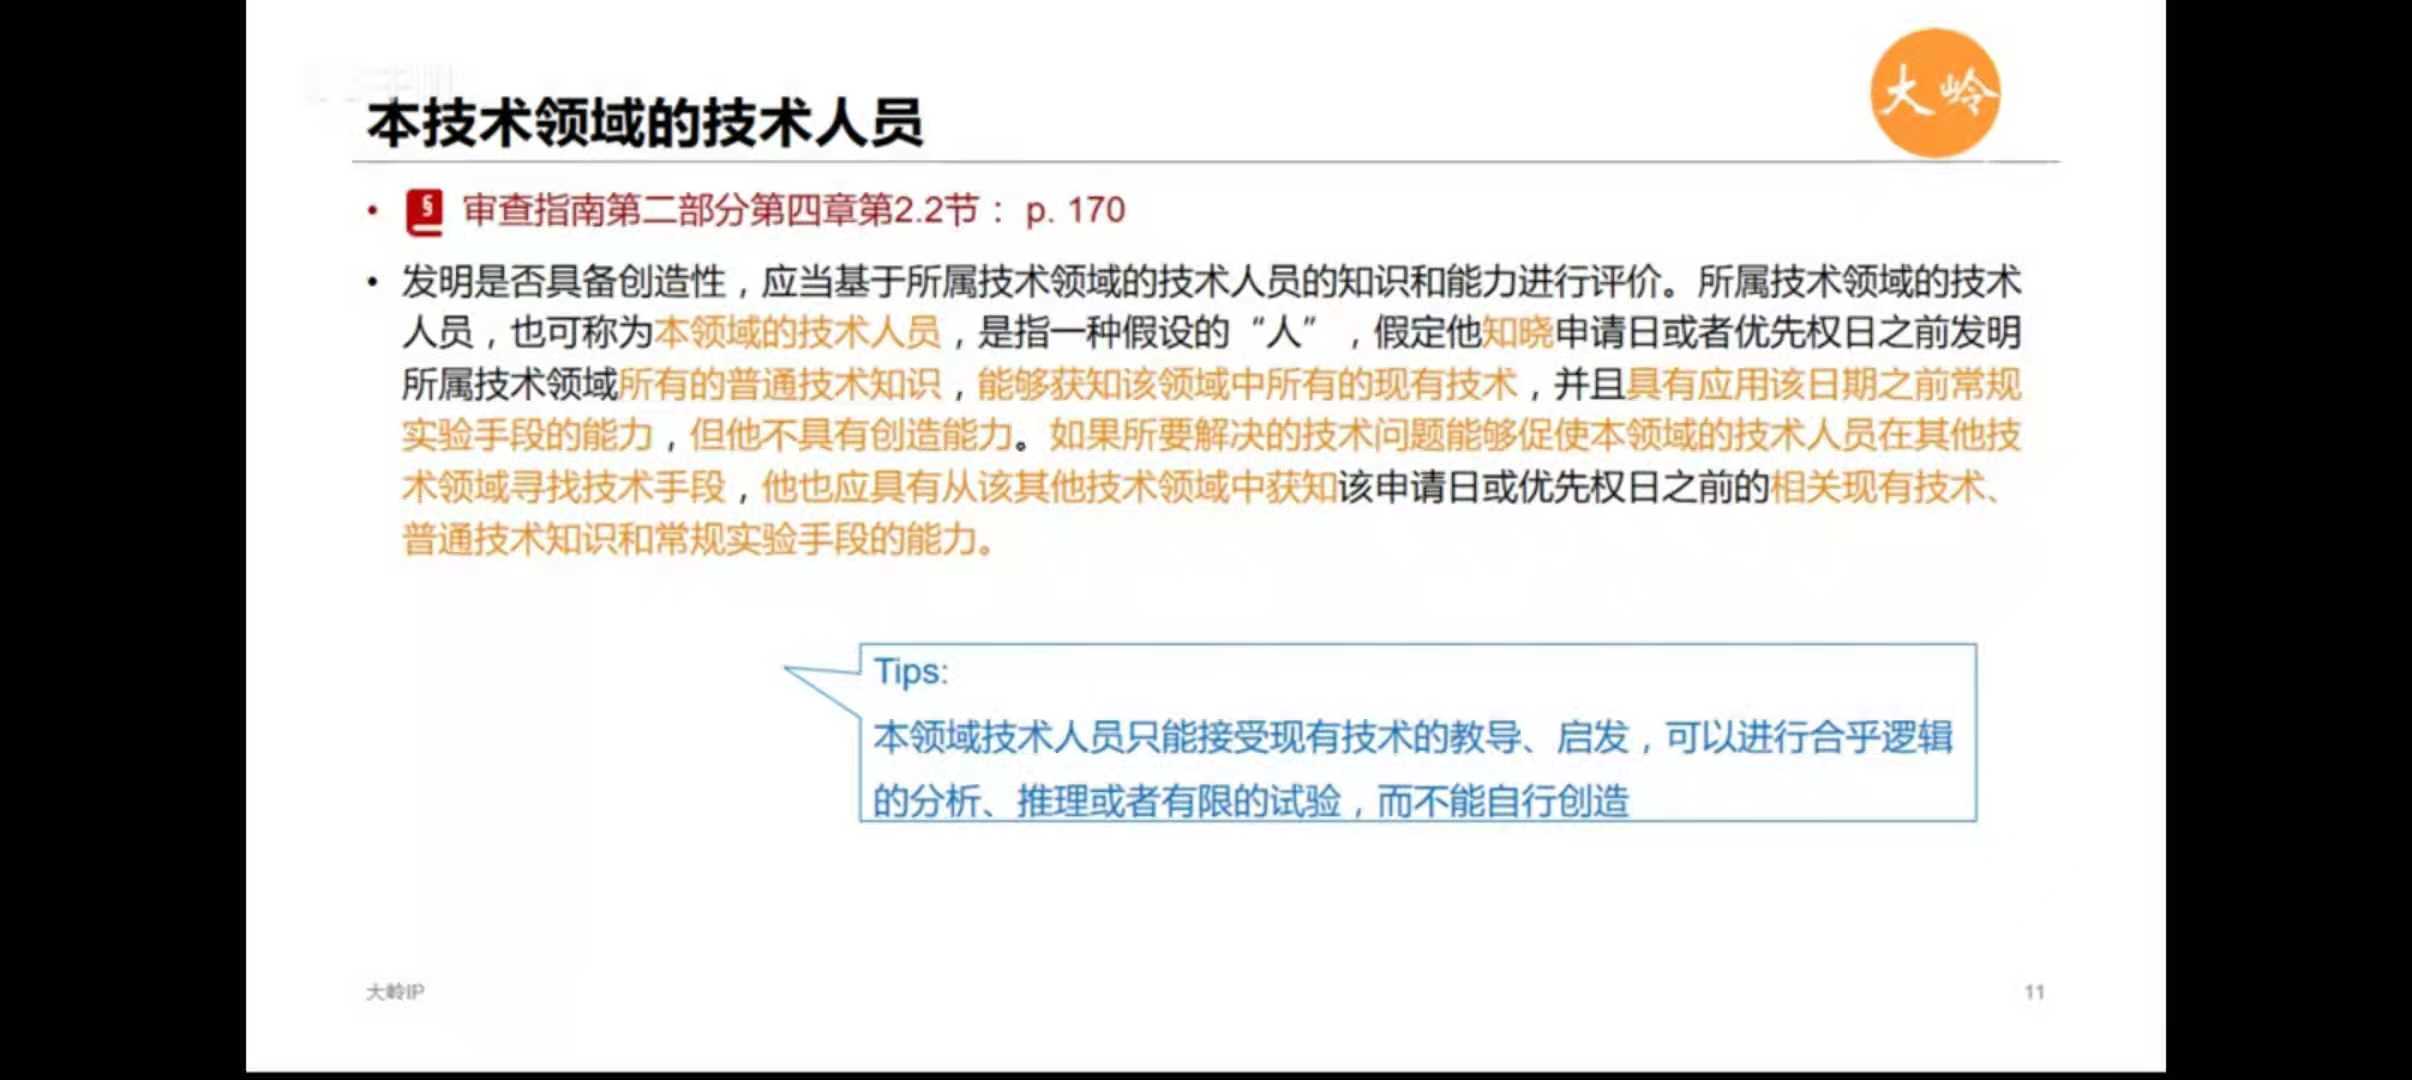 大岭
本技术领域的技术人员
• § 审查指南第二部分第四章第2.2节： p. 170
• 发明是否具备创造性，应当基于所属技术领域的技术人员的知识和能力进行评价。所属技术领域的技术
人员，也可称为本领域的技术人员，是指一种假设的“人”，假定他知晓申请日或者优先权日之前发明
所属技术领域所有的普通技术知识，能够获知该领域中所有的现有技术，并且具有应用该日期之前常规
实验手段的能力，但他不具有创造能力。如果所要解决的技术问题能够促使本领域的技术人员在其他技
术领域寻找技术手段，他也应具有从该其他技术领域中获知该申请日或优先权日之前的相关现有技术、
普通技术知识和常规实验手段的能力。
Tips:
本领域技术人员只能接受现有技术的教导、启发，可以进行合乎逻辑
的分析、推理或者有限的试验，而不能自行创造
大岭IP
11